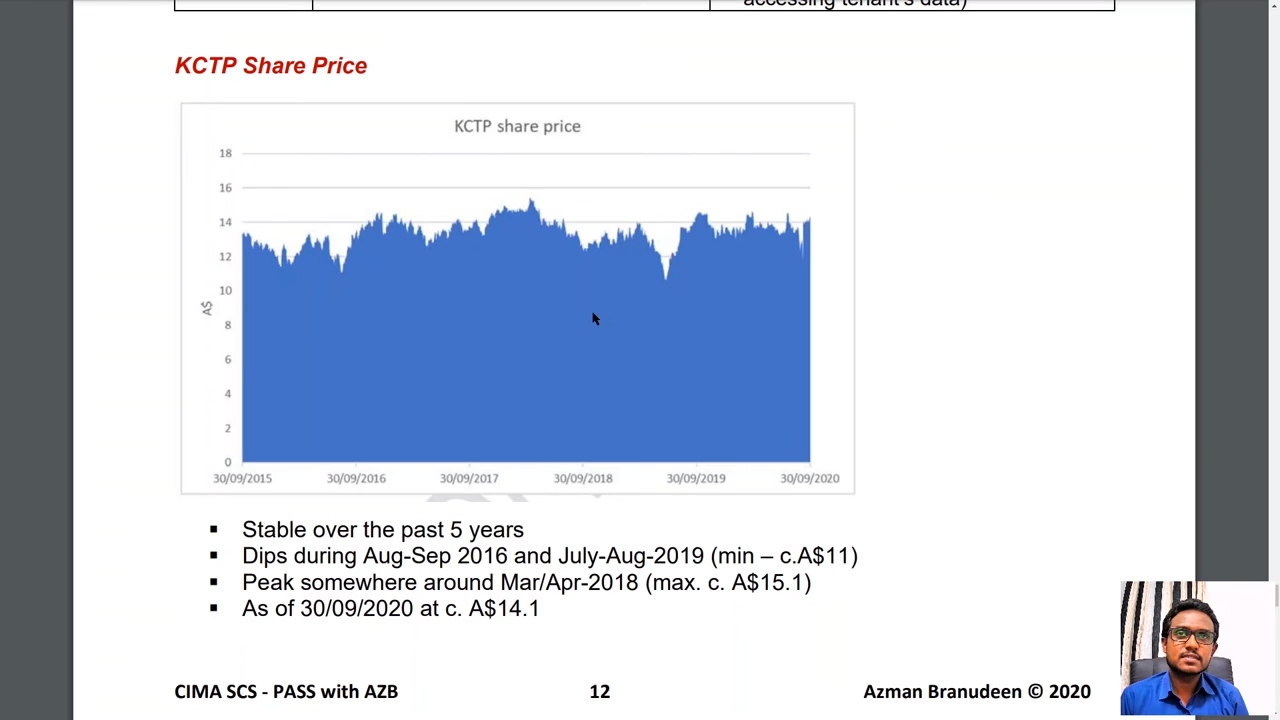 accessing tenant's data)
KCTP Share Price
KCTP share price
18
16
14
12
10
8
6
4
2
0
A$
30/09/2015 30/09/2016 30/09/2017 30/09/2018 30/09/2019 30/09/2020
▪ Stable over the past 5 years
▪ Dips during Aug-Sep 2016 and July-Aug-2019 (min – c.A$11)
▪ Peak somewhere around Mar/Apr-2018 (max. c. A$15.1)
▪ As of 30/09/2020 at c. A$14.1
CIMA SCS - PASS with AZB 12 Azman Branudeen © 2020